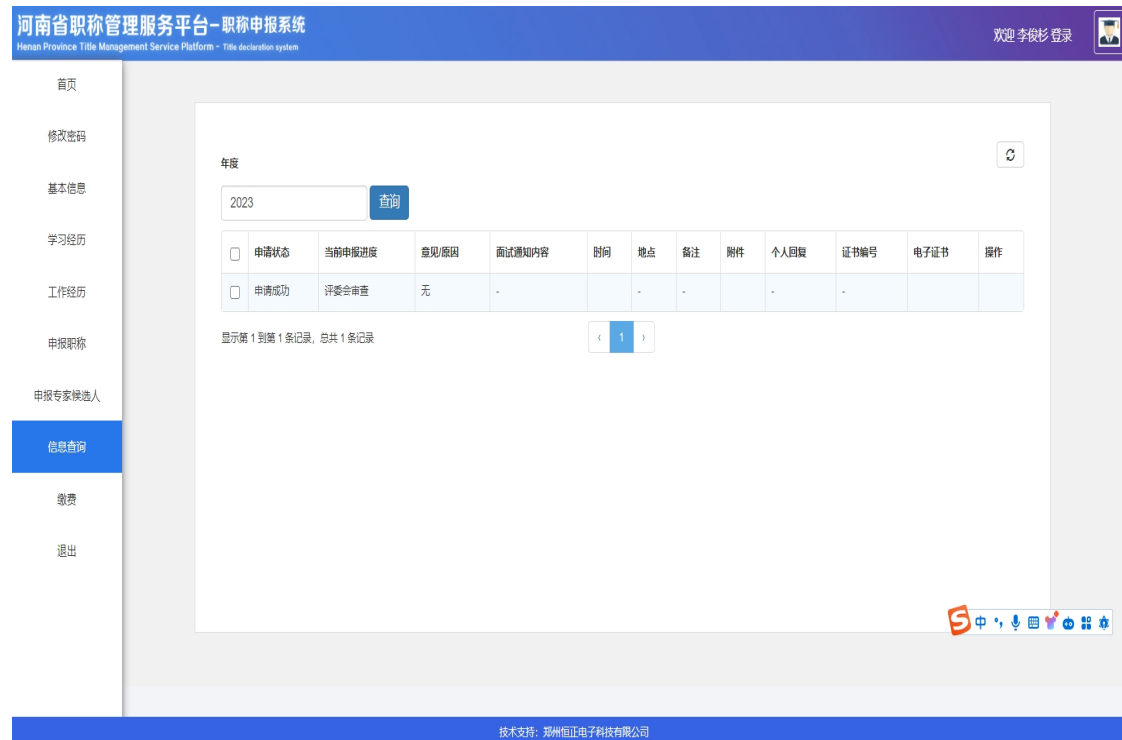 河南省职称管理服务平台-职称申报系统
Henan Province Title Management Service Platform - Title declaration system
欢迎 李俊杉 登录
首页
修改密码
基本信息
学习经历
工作经历
申报职称
申报专家候选人
信息查询
缴费
退出
年度
2023 查询
申请状态 当前申报进度 意见/原因 面试通知内容 时间 地点 备注 附件 个人回复 证书编号 电子证书 操作
申请成功 评委会审查 无 - - - - -
显示第 1 到第 1 条记录，总共 1 条记录
‹ 1 ›
S 中 °,
技术支持：郑州恒正电子科技有限公司